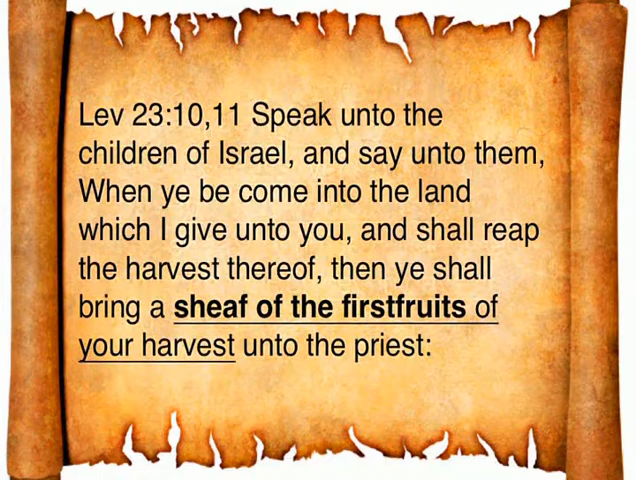 Lev 23:10,11 Speak unto the
children of Israel, and say unto them,
When ye be come into the land
which I give unto you, and shall reap
the harvest thereof, then ye shall
bring a sheaf of the firstfruits of
your harvest unto the priest: